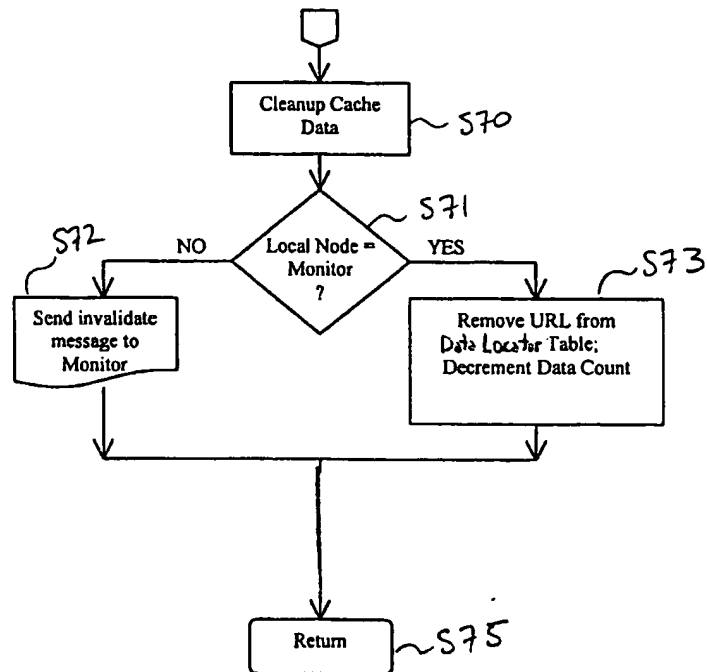 Cleanup Cache
Data
S70
S71
Local Node =
Monitor
?
NO
YES
S72
S73
Send invalidate
message to
Monitor
Remove URL from
Data Locator Table;
Decrement Data Count
Return
S75